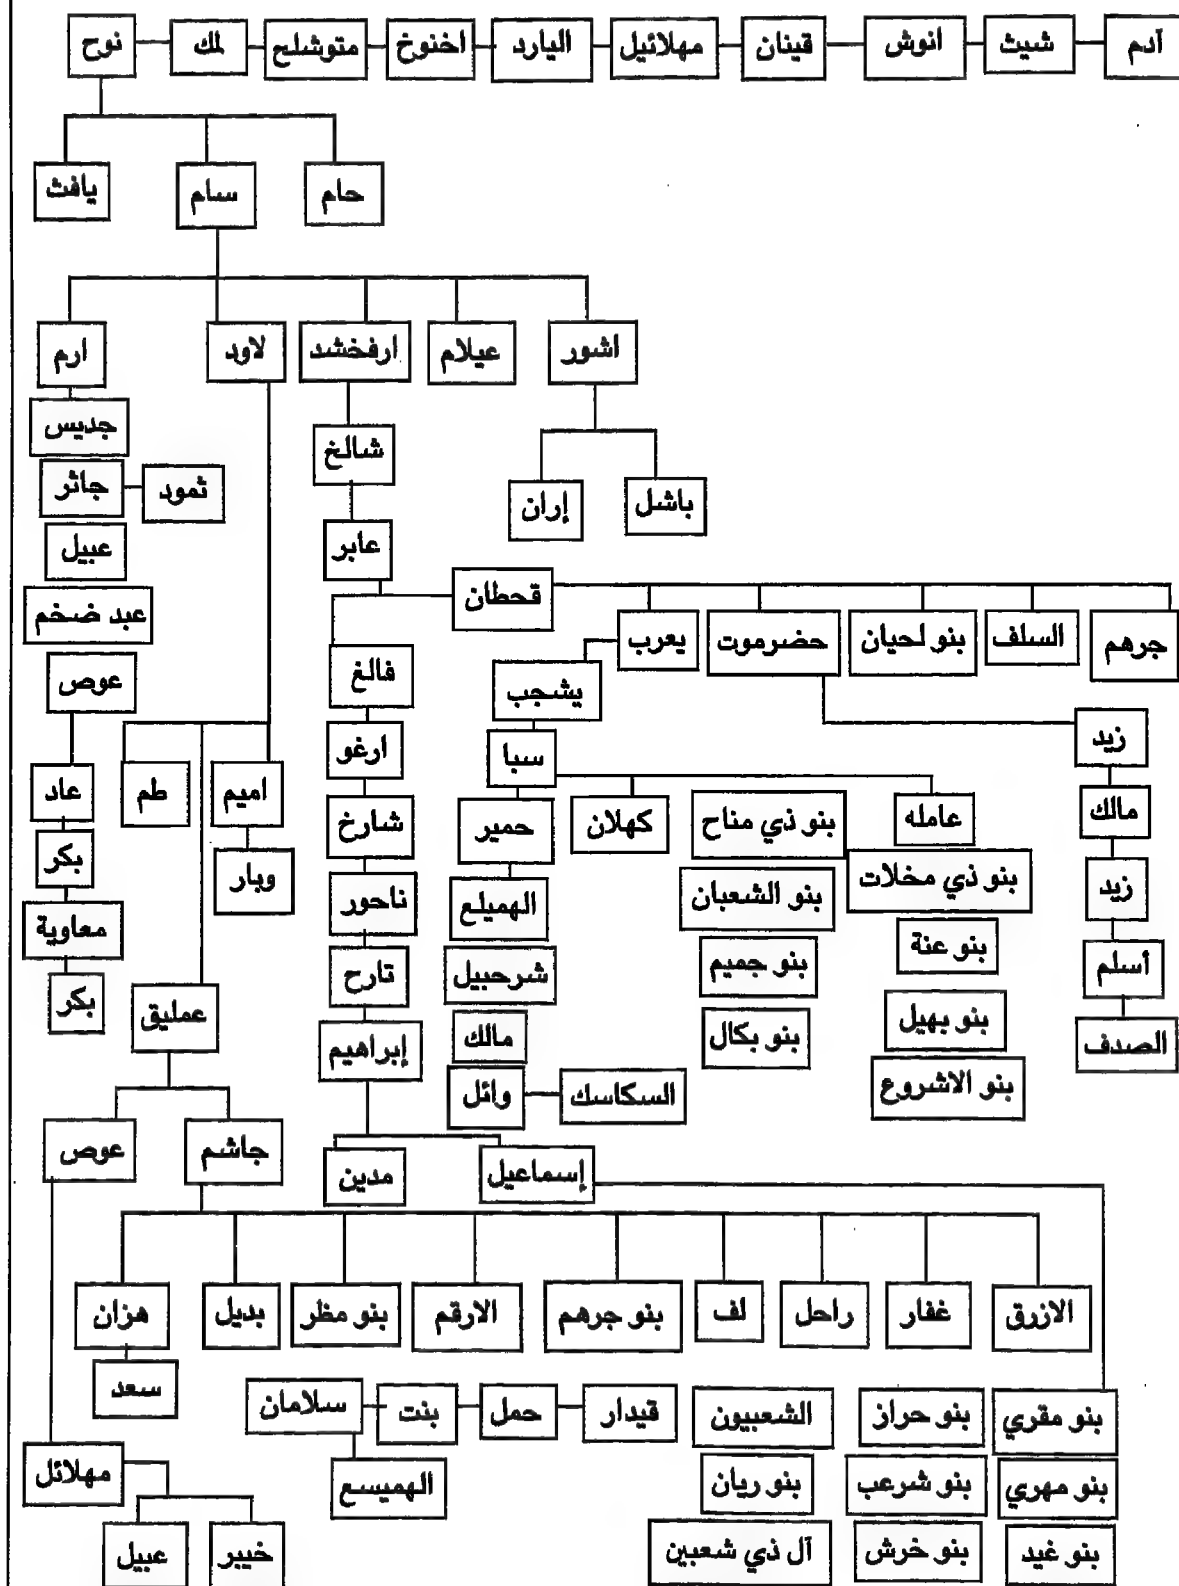 آدم
شيث
انوش
قينان
مهلائيل
اليارد
اخنوخ
متوشلح
لمك
نوح
حام
سام
يافث
اشور
عيلام
ارفخشد
لاود
ارم
جديس
شالخ
جاثر
ثمود
باشل
إران
عبيل
عابر
عبد ضخم
قحطان
جرهم
السلف
بنو لحيان
حضرموت
يعرب
فالغ
عوص
يشجب
زيد
ارغو
سبا
اميم
طم
عاد
مالك
عامله
بنو ذي مناح
كهلان
حمير
شارخ
بكر
وبار
زيد
بنو ذي مخلات
بنو الشعبان
الهميلع
ناحور
معاوية
بنو عنة
أسلم
بنو جميم
شرحبيل
تارح
بكر
عمليق
الصدف
بنو بهيل
بنو بكال
مالك
إبراهيم
بنو الاشروع
السكاسك
وائل
جاشم
عوص
إسماعيل
مدين
الازرق
غفار
راحل
لف
بنو جرهم
الارقم
بنو مظر
بديل
هزان
سعد
بنو مقري
بنو حراز
الشعبيون
قيدار
حمل
بنت
سلامان
بنو مهري
بنو شرعب
بنو ريان
الهميسع
مهلائل
بنو غيد
بنو خرش
آل ذي شعبين
خيبر
عبيل